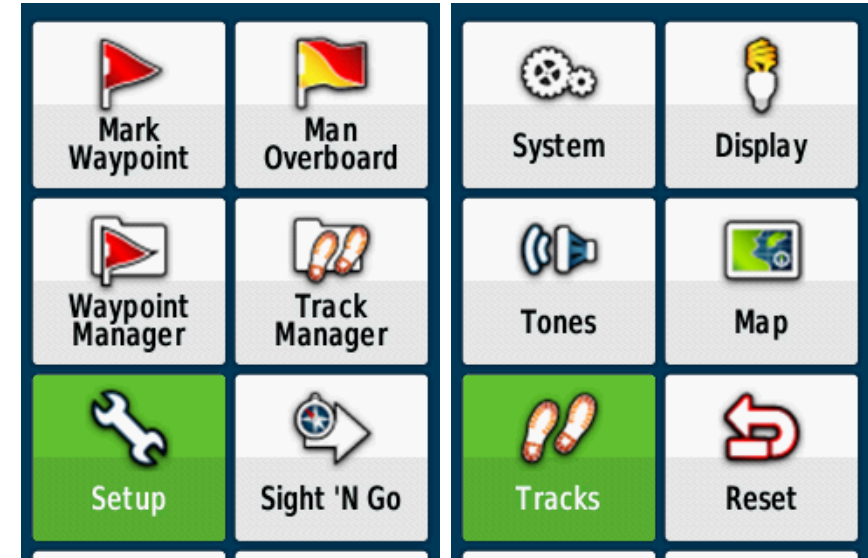 Mark
Waypoint
Man
Overboard
Waypoint
Manager
Track
Manager
Setup
Sight 'N Go
System
Display
Tones
Map
Tracks
Reset